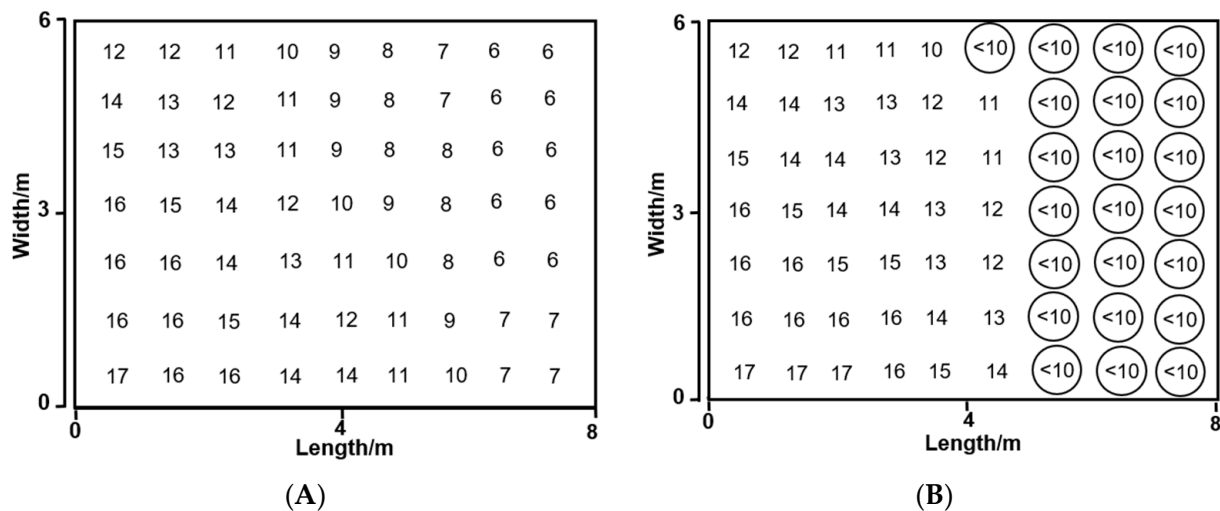 6
12 12 11 10 9 8 7 6 6
14 13 12 11 9 8 7 6 6
15 13 13 11 9 8 8 6 6
Width/m
3
16 15 14 12 10 9 8 6 6
16 16 14 13 11 10 8 6 6
16 16 15 14 12 11 9 7 7
17 16 16 14 14 11 10 7 7
0
0 4 8
Length/m
(A)
6
12 12 11 11 10 <10 <10 <10 <10
14 14 13 13 12 11 <10 <10 <10
15 14 14 13 12 11 <10 <10 <10
Width/m
3
16 15 14 14 13 12 <10 <10 <10
16 16 15 15 13 12 <10 <10 <10
16 16 16 16 14 13 <10 <10 <10
17 17 17 16 15 14 <10 <10 <10
0
0 4 8
Length/m
(B)